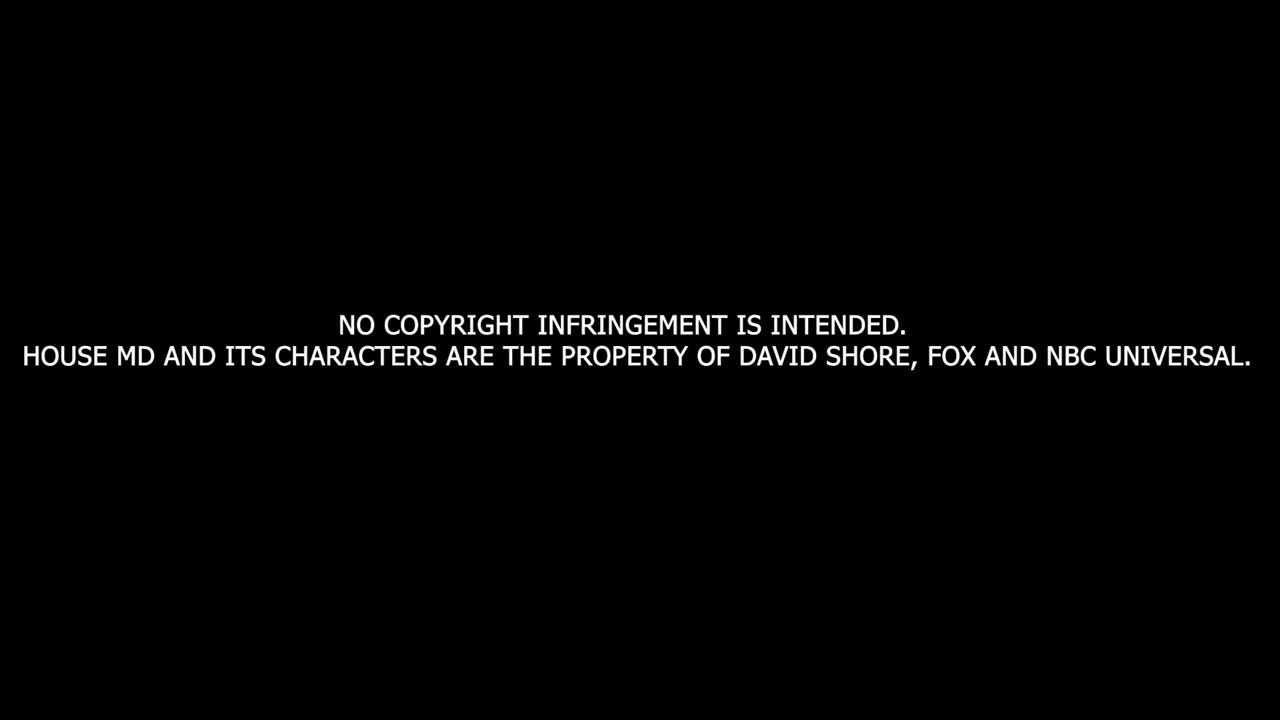 NO COPYRIGHT INFRINGEMENT IS INTENDED.
HOUSE MD AND ITS CHARACTERS ARE THE PROPERTY OF DAVID SHORE, FOX AND NBC UNIVERSAL.